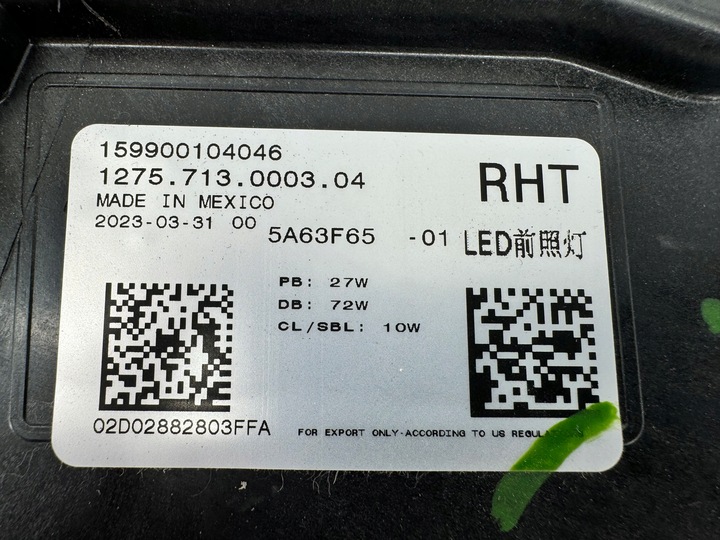 159900104046
1275.713.0003.04
RHT
MADE IN MEXICO
2023-03-31 00
5A63F65 -01 LED前照灯
PB: 27W
DB: 72W
CL/SBL: 10W
02D02882803FFA
FOR EXPORT ONLY-ACCORDING TO US